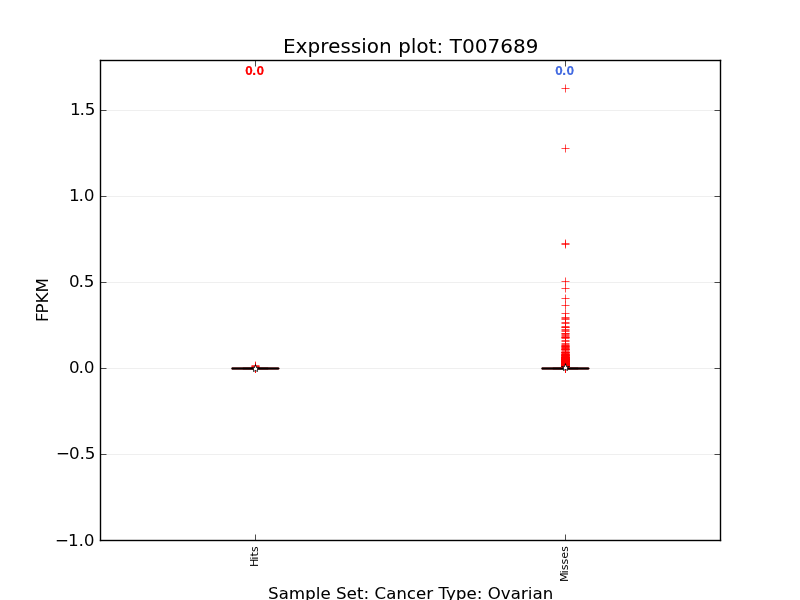 Expression plot: T007689
0.0
0.0
1.5
1.0
0.5
0.0
−0.5
−1.0
FPKM
Hits
Misses
Sample Set: Cancer Type: Ovarian